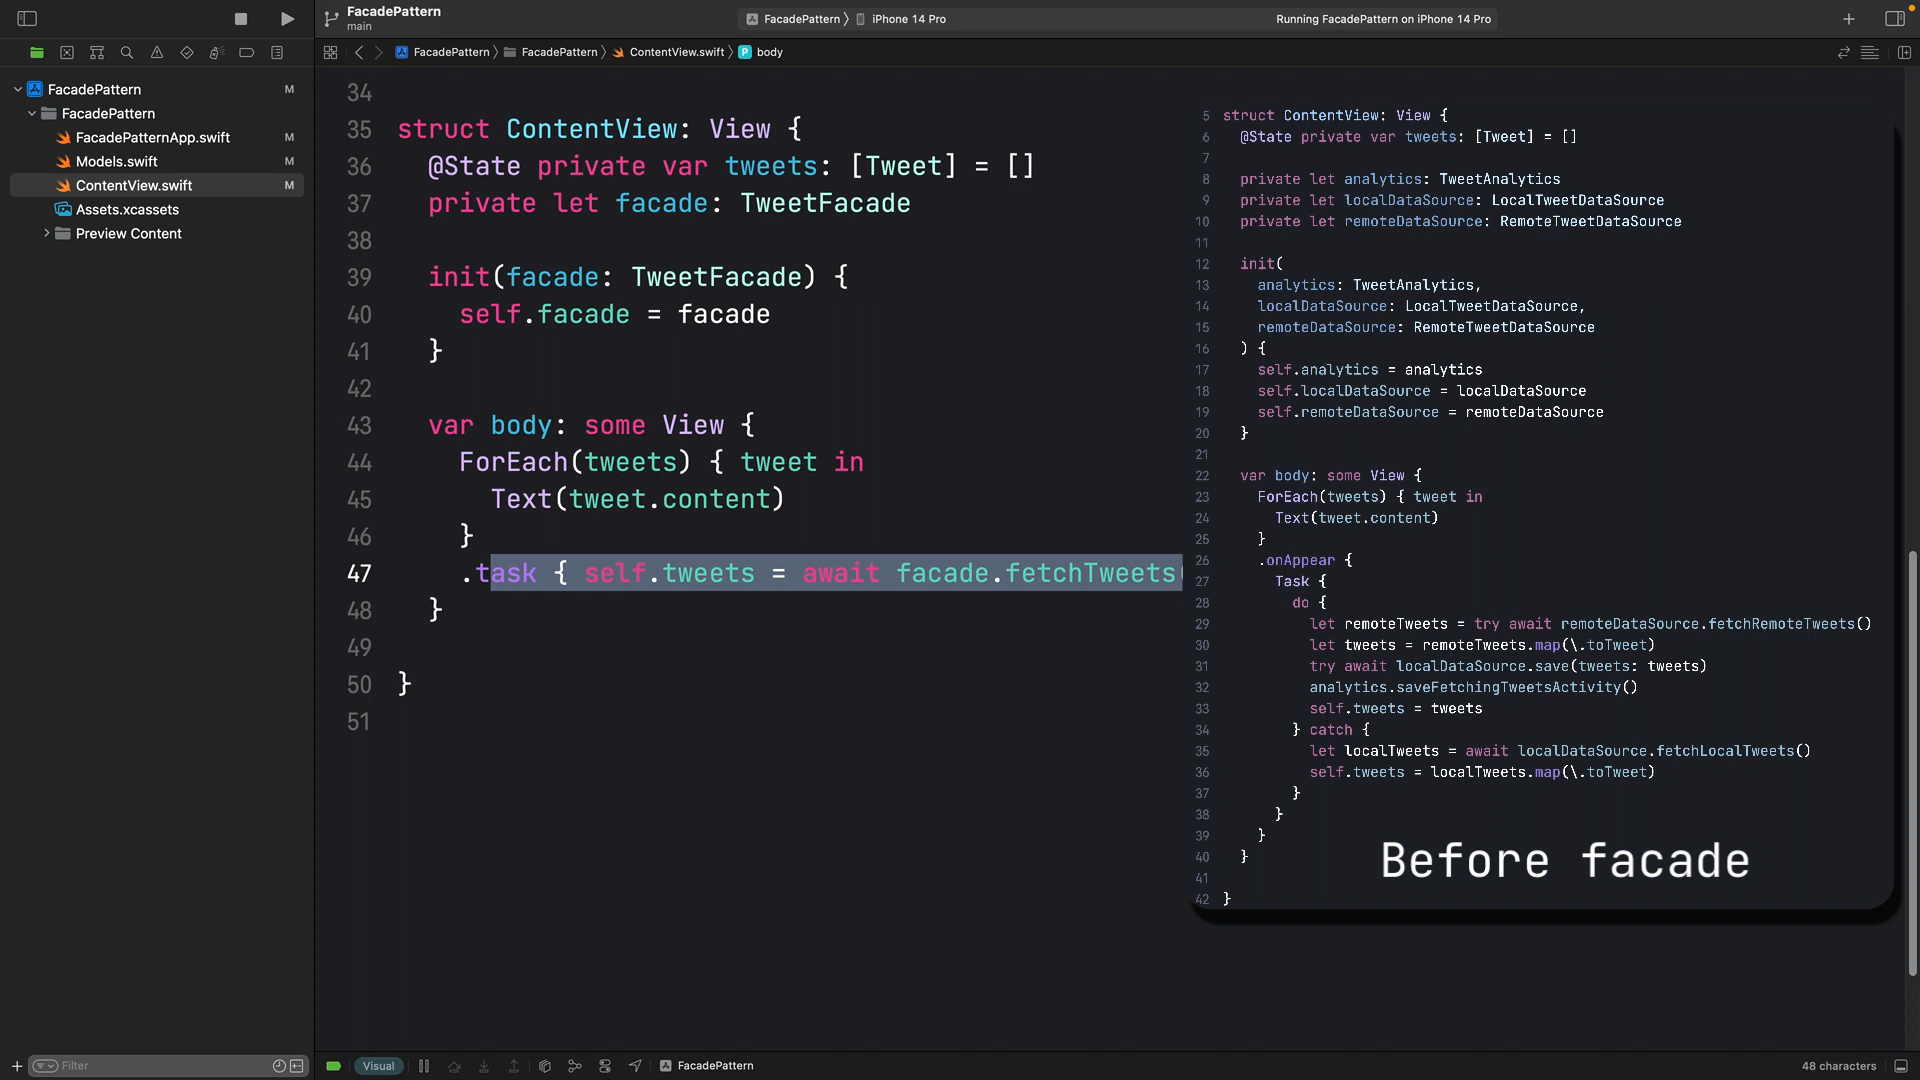 FacadePattern
main
FacadePattern
iPhone 14 Pro
Running FacadePattern on iPhone 14 Pro
FacadePattern
FacadePattern
ContentView.swift
P
body
FacadePattern M
FacadePattern
FacadePatternApp.swift M
Models.swift M
ContentView.swift M
Assets.xcassets
Preview Content
34
35 struct ContentView: View {
36 @State private var tweets: [Tweet] = []
37 private let facade: TweetFacade
38
39 init(facade: TweetFacade) {
40 self.facade = facade
41 }
42
43 var body: some View {
44 ForEach(tweets) { tweet in
45 Text(tweet.content)
46 }
47 .task { self.tweets = await facade.fetchTweets(
48 }
49
50 }
51
5 struct ContentView: View {
6 @State private var tweets: [Tweet] = []
7
8 private let analytics: TweetAnalytics
9 private let localDataSource: LocalTweetDataSource
10 private let remoteDataSource: RemoteTweetDataSource
11
12 init(
13 analytics: TweetAnalytics,
14 localDataSource: LocalTweetDataSource,
15 remoteDataSource: RemoteTweetDataSource
16 ) {
17 self.analytics = analytics
18 self.localDataSource = localDataSource
19 self.remoteDataSource = remoteDataSource
20 }
21
22 var body: some View {
23 ForEach(tweets) { tweet in
24 Text(tweet.content)
25 }
26 .onAppear {
27 Task {
28 do {
29 let remoteTweets = try await remoteDataSource.fetchRemoteTweets()
30 let tweets = remoteTweets.map(\.toTweet)
31 try await localDataSource.save(tweets: tweets)
32 analytics.saveFetchingTweetsActivity()
33 self.tweets = tweets
34 } catch {
35 let localTweets = await localDataSource.fetchLocalTweets()
36 self.tweets = localTweets.map(\.toTweet)
37 }
38 }
39 }
40 }
41
42 }
Before facade
Filter
Visual
FacadePattern
48 characters